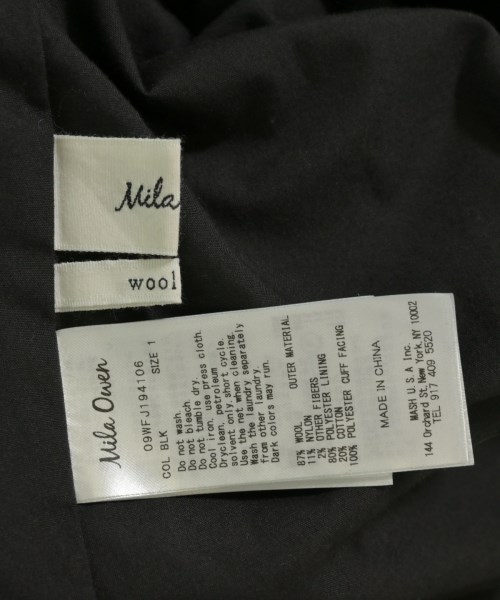 Mila
wool
Mila Owen
09WFJ194106
COL BLK SIZE 1
Do not wash.
Do not bleach.
Do not tumble dry.
Cool iron, use press cloth.
Dryclean, petroleum
solvent only short cycle.
Use the net when cleaning.
Wash the laundry separately
from other laundry.
Dark colors may run.
OUTER MATERIAL
87% WOOL
11% NYLON
2% OTHER FIBERS
80% POLYESTER LINING
20% COTTON
100% POLYESTER CUFF FACING
MADE IN CHINA
MASH U.S.A Inc.
144 Orchard St, New York, NY 10002
TEL 917 409 5520